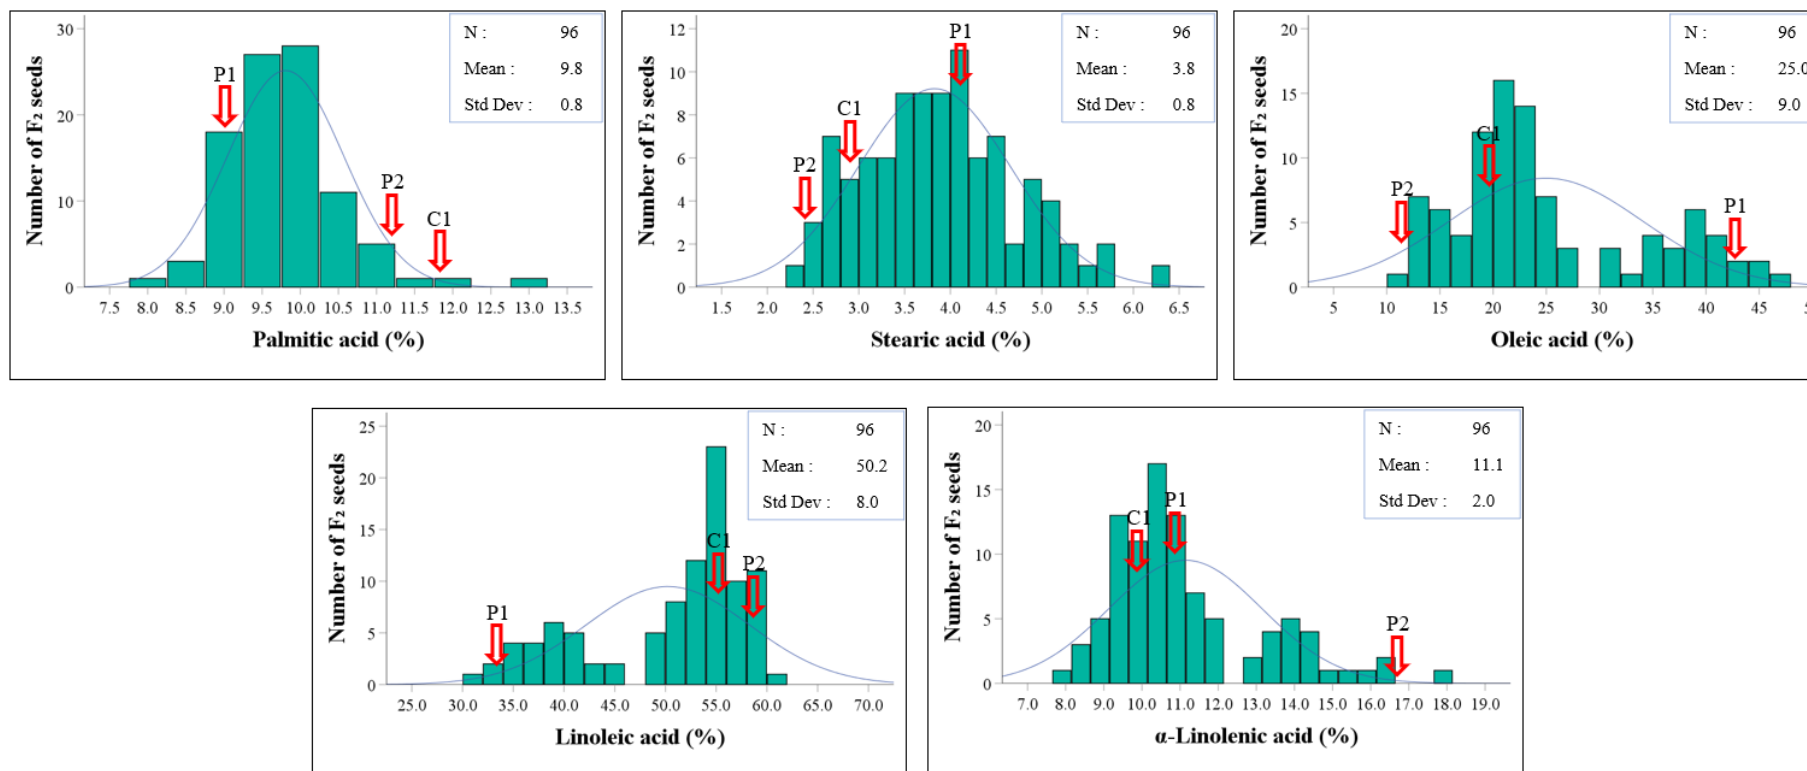 N : 96
Mean : 9.8
Std Dev : 0.8
P1
P2
C1
30
20
10
0
7.5 8.0 8.5 9.0 9.5 10.0 10.5 11.0 11.5 12.0 12.5 13.0 13.5
Number of F₂ seeds
Palmitic acid (%)
N : 96
Mean : 3.8
Std Dev : 0.8
P1
C1
P2
12
10
8
6
4
2
0
1.5 2.0 2.5 3.0 3.5 4.0 4.5 5.0 5.5 6.0 6.5
Number of F₂ seeds
Stearic acid (%)
N : 96
Mean : 25.0
Std Dev : 9.0
C1
P2
P1
20
15
10
5
0
5 10 15 20 25 30 35 40 45
Number of F₂ seeds
Oleic acid (%)
N : 96
Mean : 50.2
Std Dev : 8.0
C1
P2
P1
25
20
15
10
5
0
25.0 30.0 35.0 40.0 45.0 50.0 55.0 60.0 65.0 70.0
Number of F₂ seeds
Linoleic acid (%)
N : 96
Mean : 11.1
Std Dev : 2.0
P1
C1
P2
20
15
10
5
0
7.0 8.0 9.0 10.0 11.0 12.0 13.0 14.0 15.0 16.0 17.0 18.0 19.0
Number of F₂ seeds
α-Linolenic acid (%)